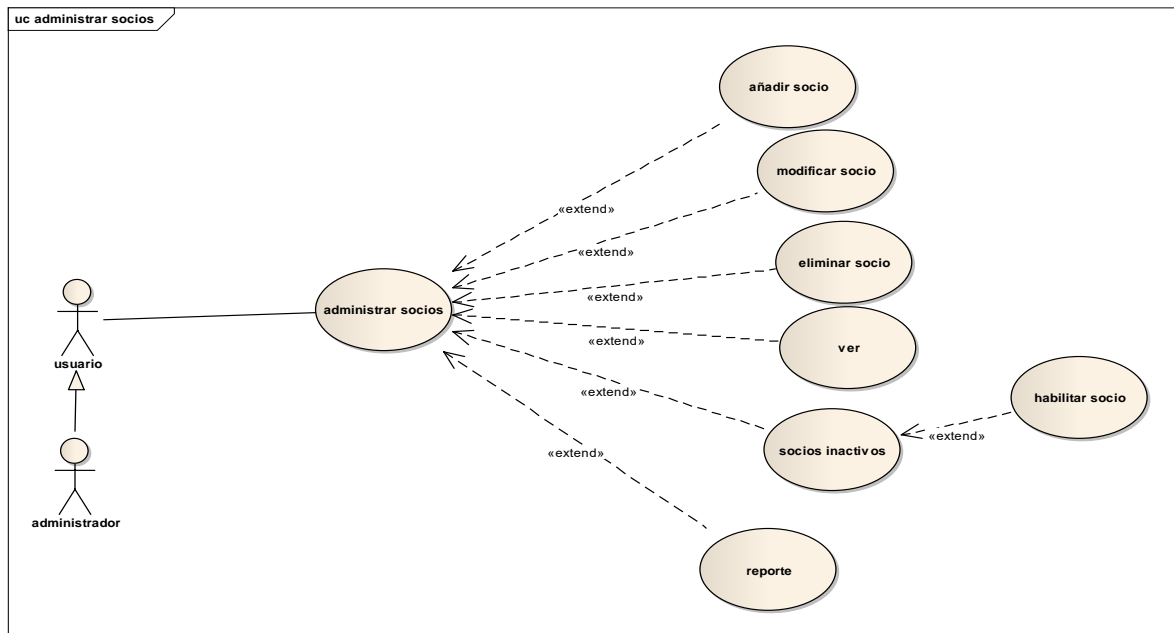 uc administrar socios
añadir socio
modificar socio
«extend»
«extend»
eliminar socio
administrar socios
«extend»
«extend»
ver
usuario
«extend»
habilitar socio
«extend»
socios inactivos
«extend»
administrador
reporte